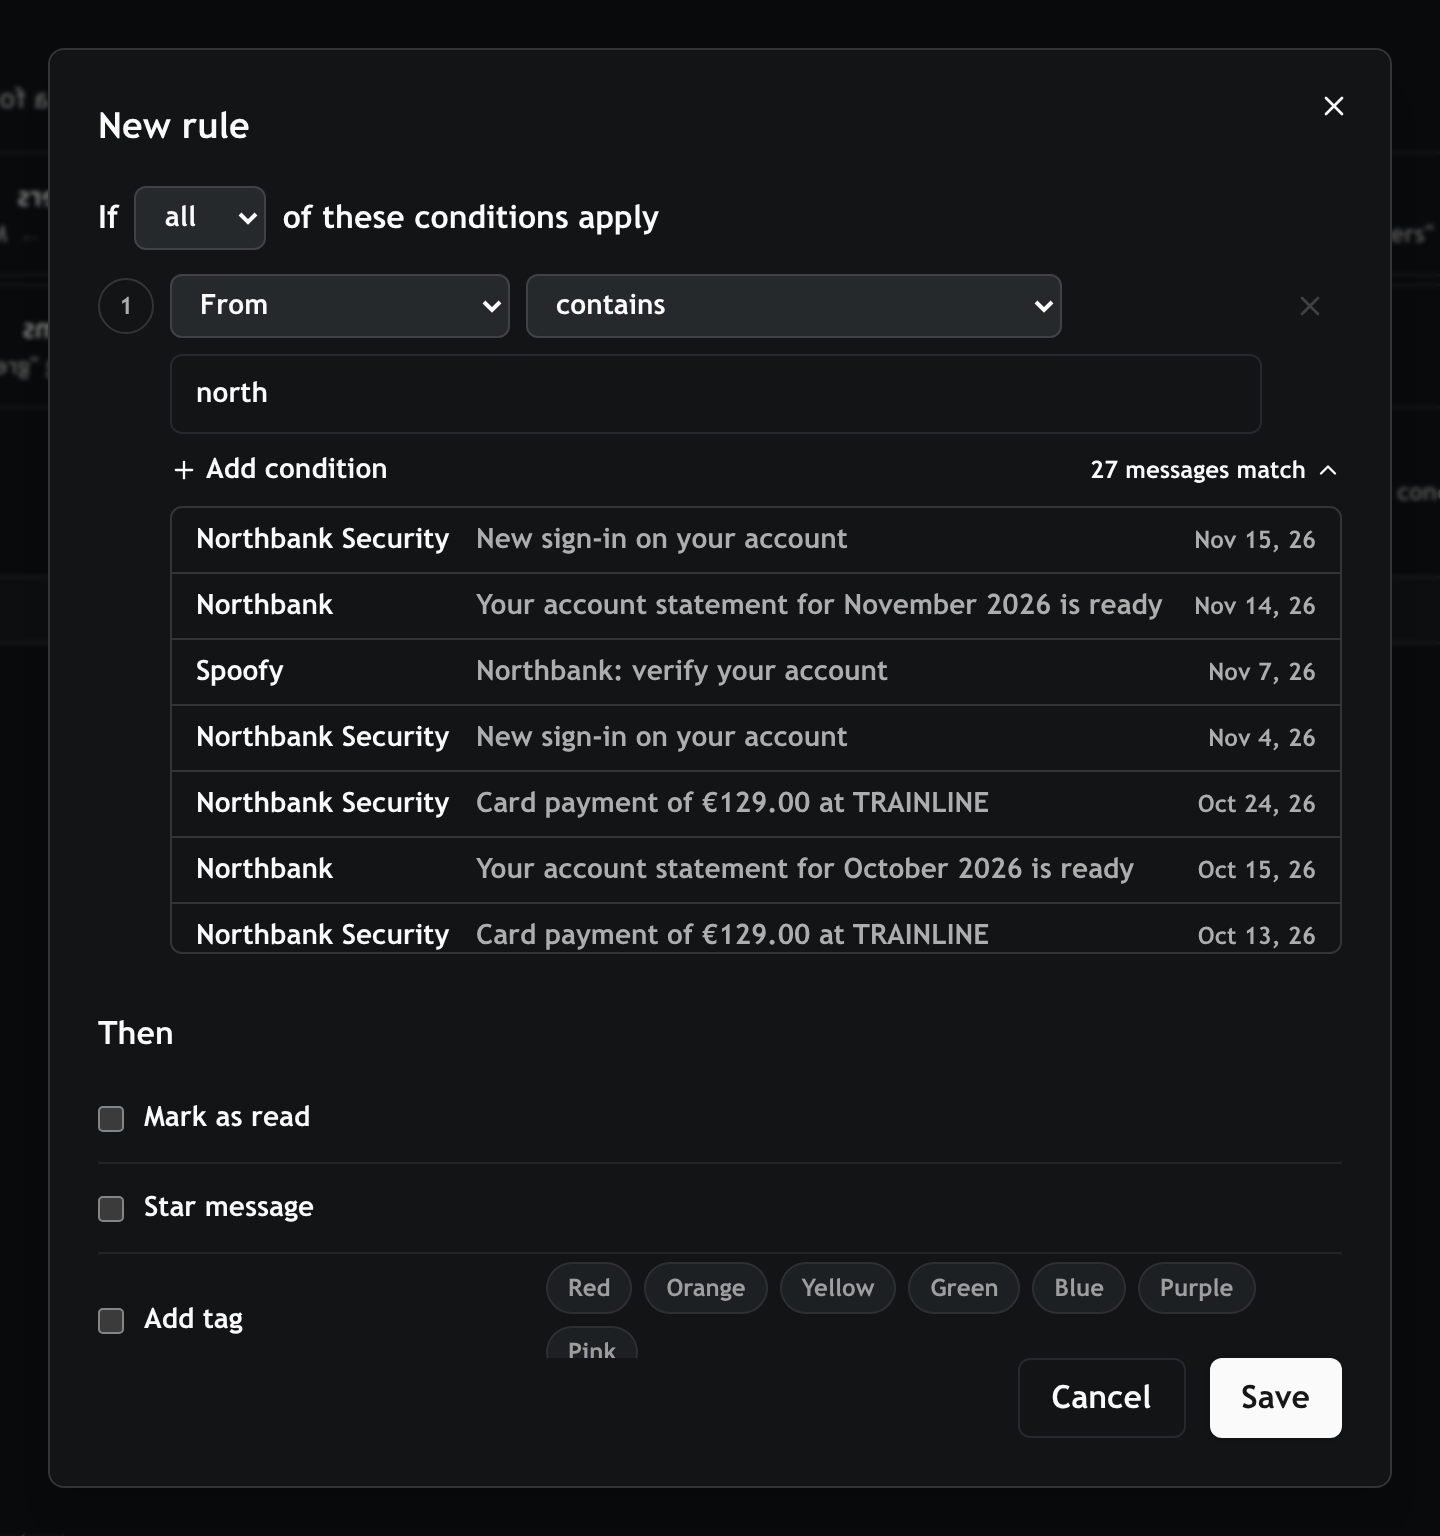 New rule
If all of these conditions apply
1 From contains
north
Add condition 27 messages match
Northbank Security New sign-in on your account Nov 15, 26
Northbank Your account statement for November 2026 is ready Nov 14, 26
Spoofy Northbank: verify your account Nov 7, 26
Northbank Security New sign-in on your account Nov 4, 26
Northbank Security Card payment of €129.00 at TRAINLINE Oct 24, 26
Northbank Your account statement for October 2026 is ready Oct 15, 26
Northbank Security Card payment of €129.00 at TRAINLINE Oct 13, 26
Then
Mark as read
Star message
Red Orange Yellow Green Blue Purple
Add tag
Pink
Cancel Save